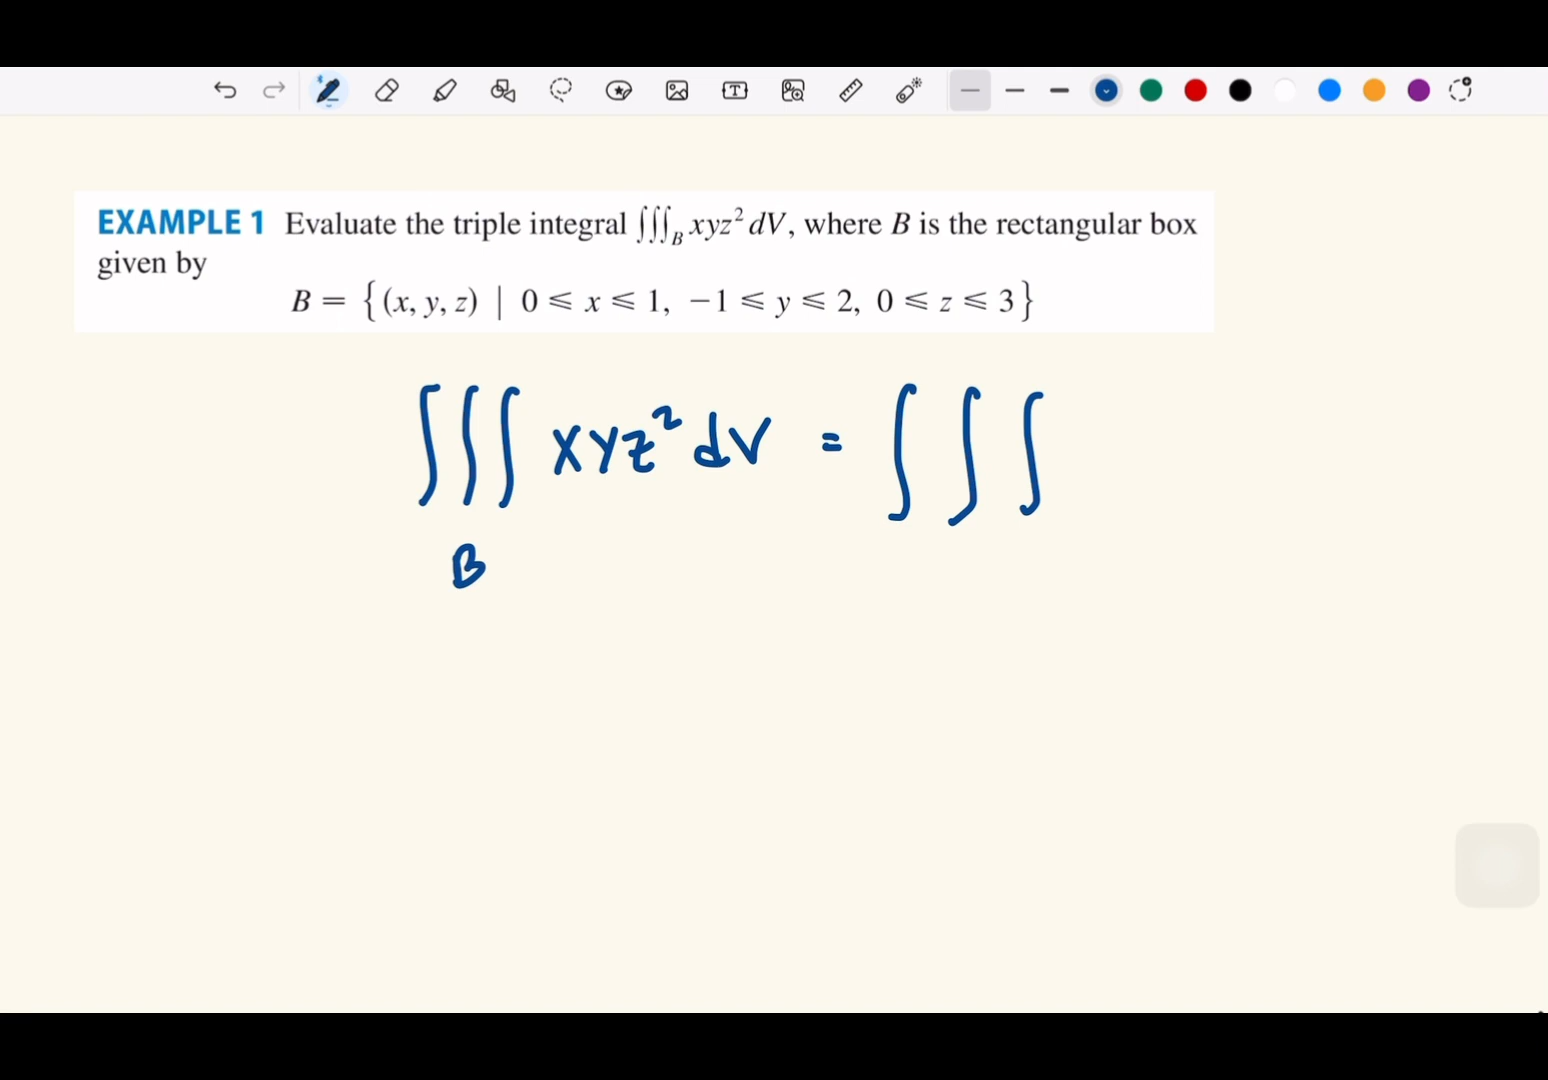 EXAMPLE 1 Evaluate the triple integral ∭_B xyz² dV, where B is the rectangular box
given by
B = {(x, y, z) | 0 ⩽ x ⩽ 1, −1 ⩽ y ⩽ 2, 0 ⩽ z ⩽ 3}
∫∫∫ xyz² dV = ∫ ∫ ∫
B